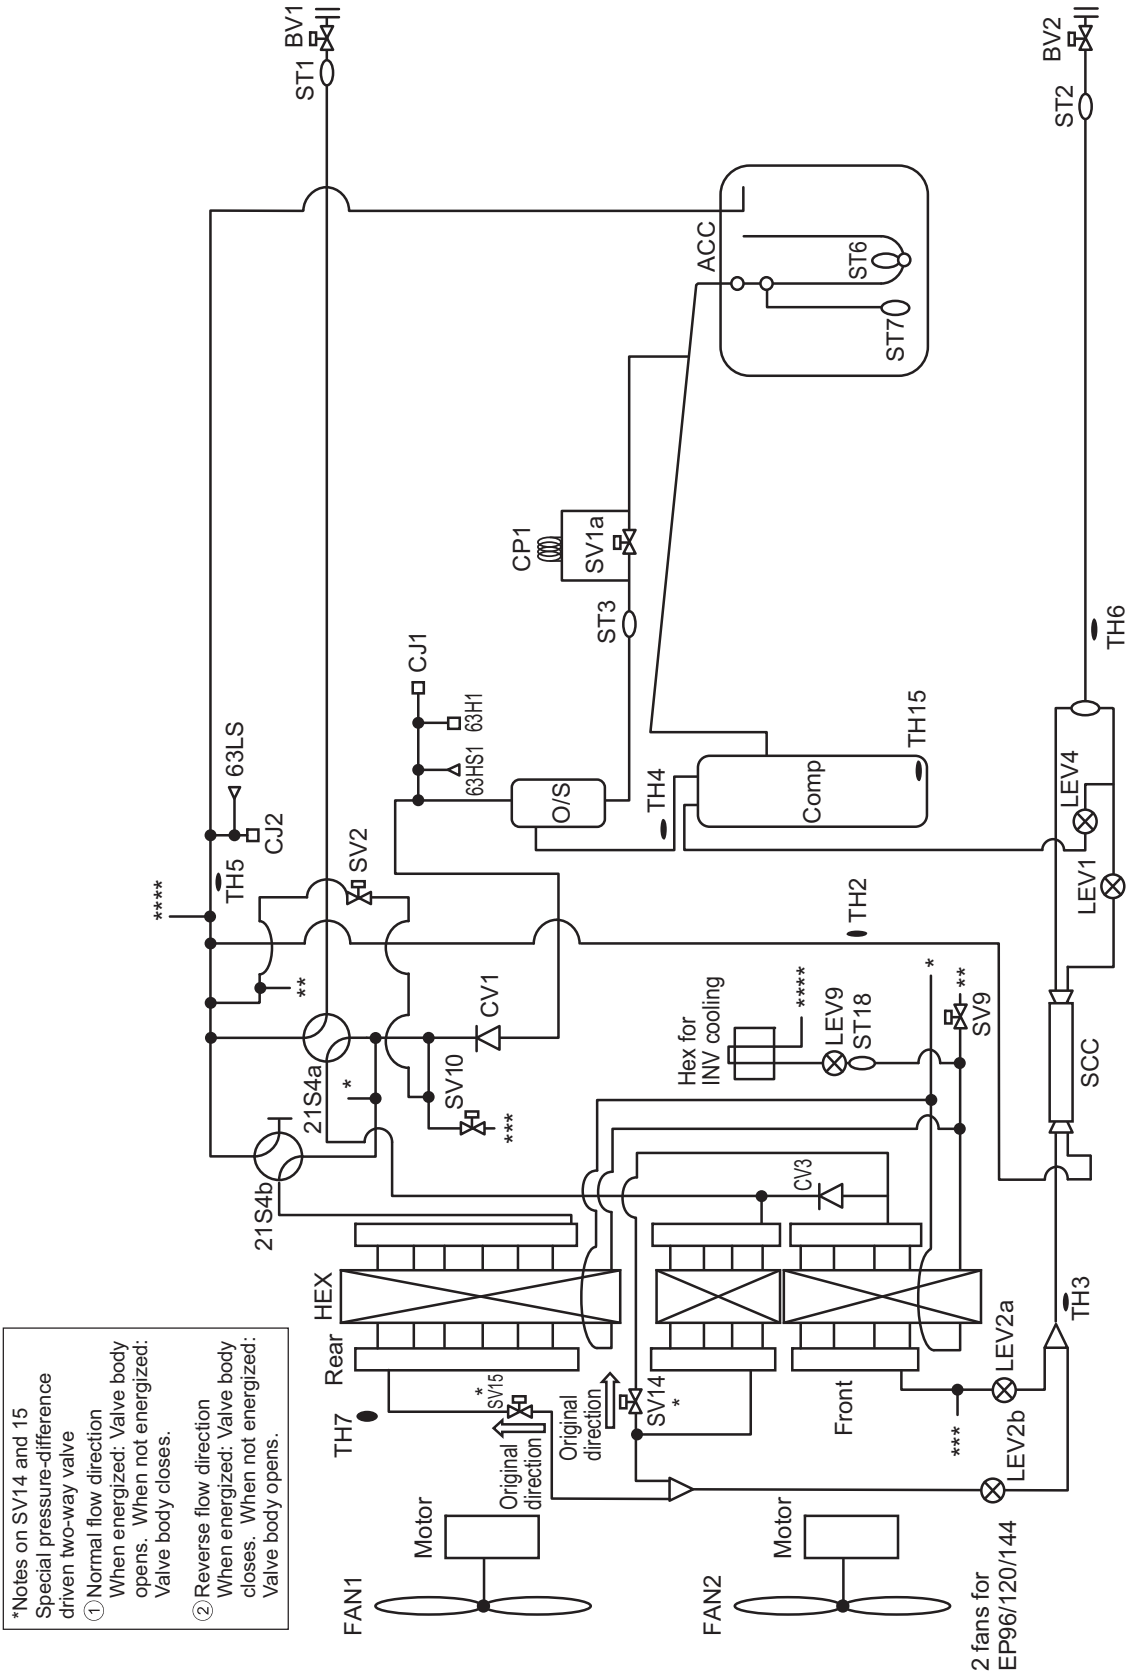 *Notes on SV14 and 15
Special pressure-difference
driven two-way valve
① Normal flow direction
When energized: Valve body
opens. When not energized:
Valve body closes.
② Reverse flow direction
When energized: Valve body
closes. When not energized:
Valve body opens.
BV1
ST1
BV2
ST2
ACC
ST6
ST7
CP1
SV1a
ST3
CJ1
63H1
63HS1
O/S
TH4
Comp
TH15
TH6
LEV4
LEV1
63LS
CJ2
TH5
****
SV2
**
CV1
21S4a
*
SV10
***
21S4b
TH2
*
****
**
Hex for
INV cooling
LEV9
ST18
SV9
SCC
CV3
HEX
Rear
TH7
*
SV15
Original
direction
Original
direction
SV14
*
Front
***
LEV2a
LEV2b
TH3
Motor
FAN1
Motor
FAN2
2 fans for
EP96/120/144